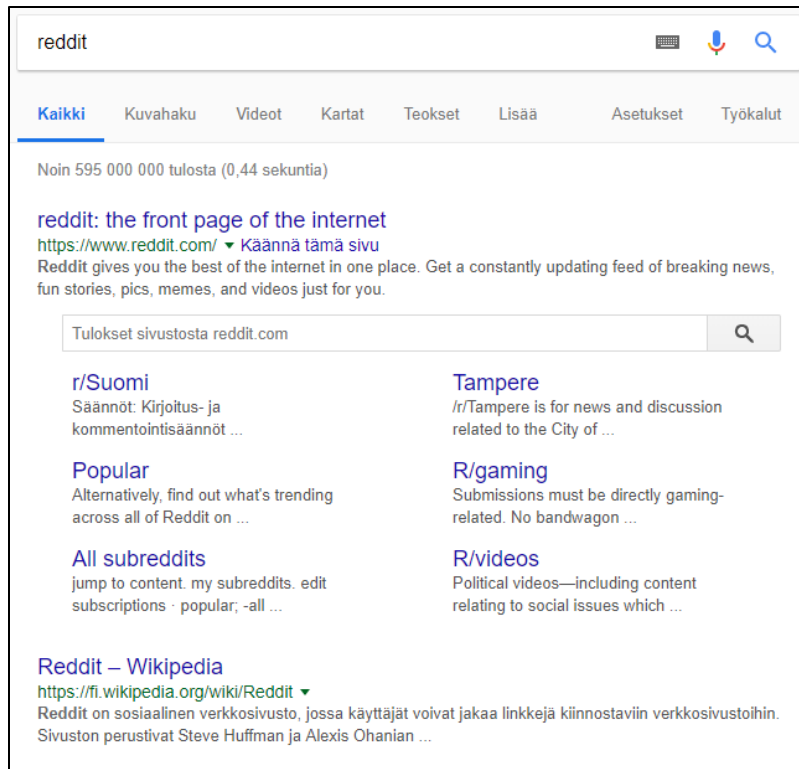 reddit
Kaikki Kuvahaku Videot Kartat Teokset Lisää Asetukset Työkalut
Noin 595 000 000 tulosta (0,44 sekuntia)
reddit: the front page of the internet
https://www.reddit.com/ ▾ Käännä tämä sivu
Reddit gives you the best of the internet in one place. Get a constantly updating feed of breaking news,
fun stories, pics, memes, and videos just for you.
Tulokset sivustosta reddit.com
r/Suomi
Säännöt: Kirjoitus- ja
kommentointisäännöt ...
Tampere
/r/Tampere is for news and discussion
related to the City of ...
Popular
Alternatively, find out what's trending
across all of Reddit on ...
R/gaming
Submissions must be directly gaming-
related. No bandwagon ...
All subreddits
jump to content. my subreddits. edit
subscriptions · popular; -all ...
R/videos
Political videos—including content
relating to social issues which ...
Reddit – Wikipedia
https://fi.wikipedia.org/wiki/Reddit ▾
Reddit on sosiaalinen verkkosivusto, jossa käyttäjät voivat jakaa linkkejä kiinnostaviin verkkosivustoihin.
Sivuston perustivat Steve Huffman ja Alexis Ohanian ...